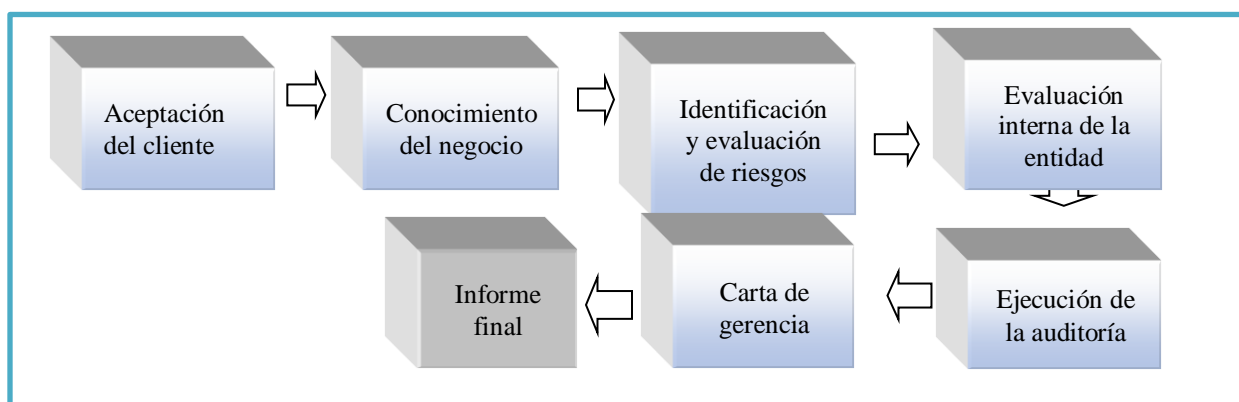 Aceptación
del cliente
Conocimiento
del negocio
Identificación
y evaluación
de riesgos
Evaluación
interna de la
entidad
Ejecución de
la auditoría
Carta de
gerencia
Informe
final